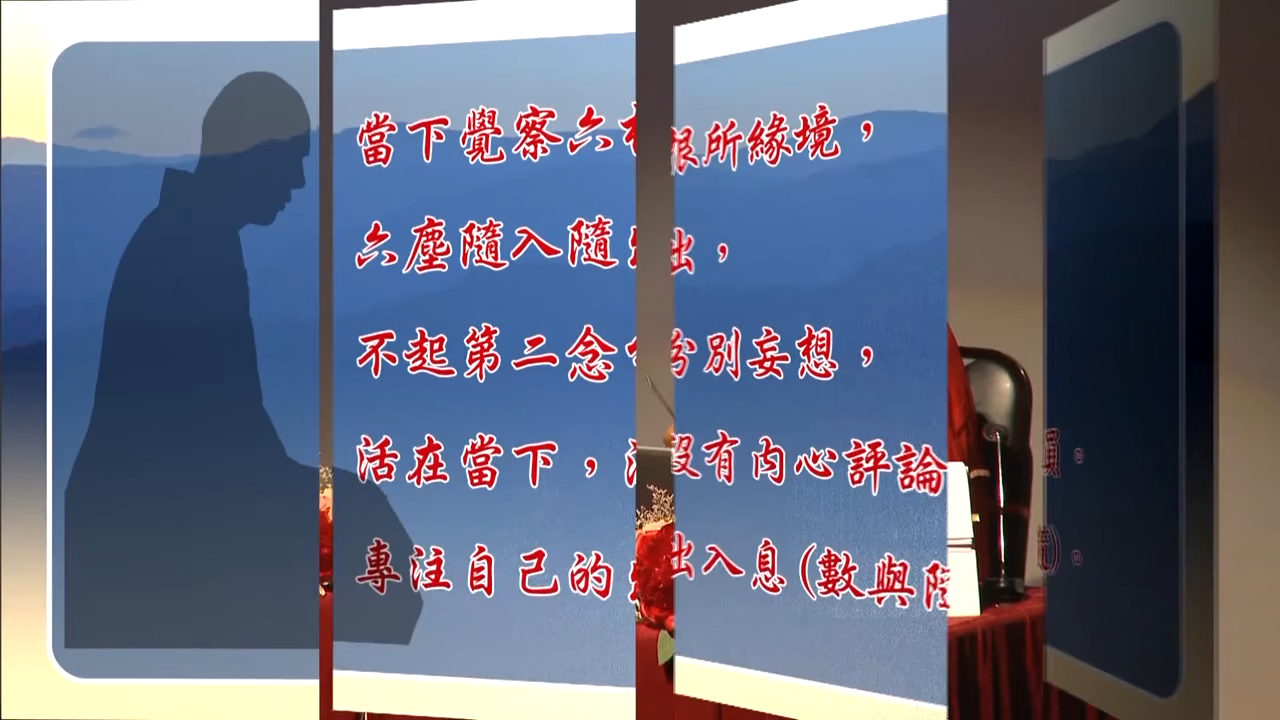 當下覺察六根所緣境，
六塵隨入隨出，
不起第二念分別妄想，
活在當下，沒有內心評論員。
專注自己的出入息(數與隨)。